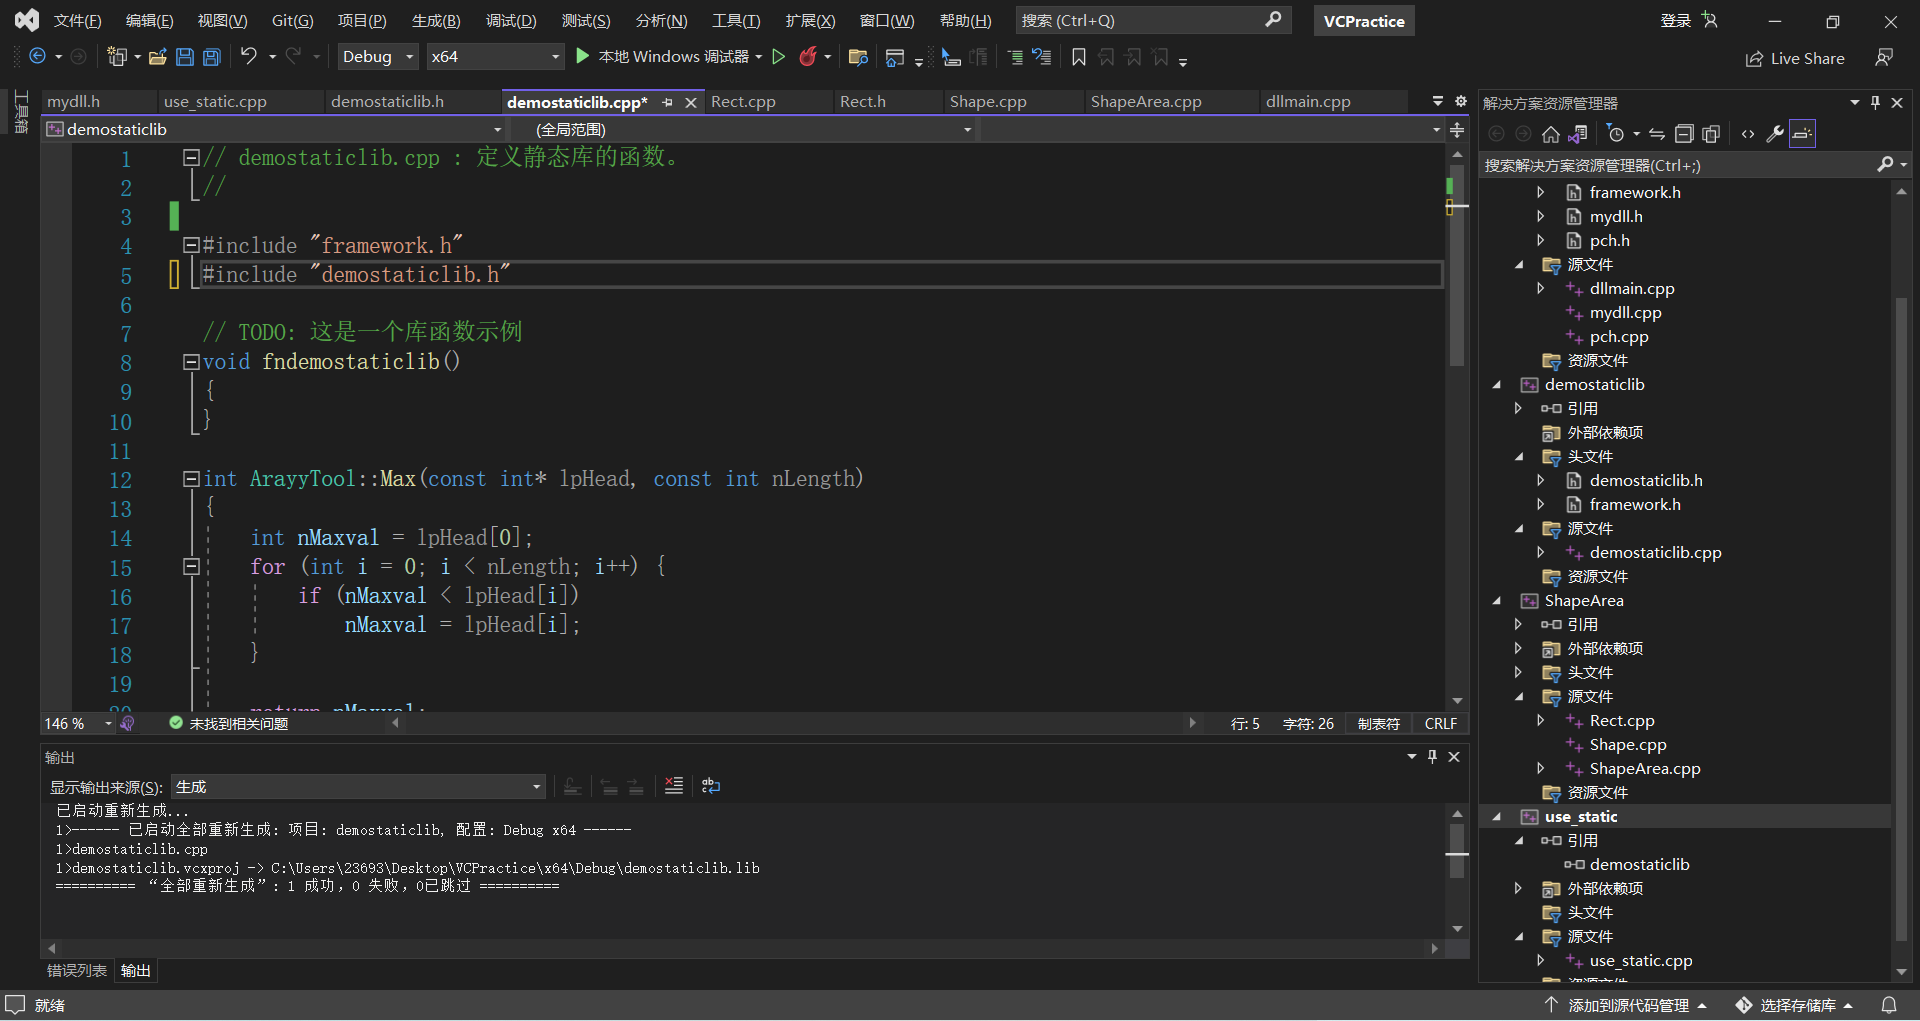 文件(F) 编辑(E) 视图(V) Git(G) 项目(P) 生成(B) 调试(D) 测试(S) 分析(N) 工具(T) 扩展(X) 窗口(W) 帮助(H) 搜索 (Ctrl+Q) VCPractice 登录
Debug x64 本地 Windows 调试器 Live Share
工具箱
mydll.h use_static.cpp demostaticlib.h demostaticlib.cpp* Rect.cpp Rect.h Shape.cpp ShapeArea.cpp dllmain.cpp
demostaticlib (全局范围)
1 // demostaticlib.cpp : 定义静态库的函数。
2 //
3
4 #include "framework.h"
5 #include "demostaticlib.h"
6
7 // TODO: 这是一个库函数示例
8 void fndemostaticlib()
9 {
10 }
11
12 int ArayyTool::Max(const int* lpHead, const int nLength)
13 {
14 int nMaxval = lpHead[0];
15 for (int i = 0; i < nLength; i++) {
16 if (nMaxval < lpHead[i])
17 nMaxval = lpHead[i];
18 }
19
20 return nMaxval;
146 % 未找到相关问题 行: 5 字符: 26 制表符 CRLF
输出
显示输出来源(S): 生成
已启动重新生成...
1>------ 已启动全部重新生成: 项目: demostaticlib, 配置: Debug x64 ------
1>demostaticlib.cpp
1>demostaticlib.vcxproj -> C:\Users\23693\Desktop\VCPractice\x64\Debug\demostaticlib.lib
========== “全部重新生成”: 1 成功，0 失败，0已跳过 ==========
错误列表 输出
解决方案资源管理器
搜索解决方案资源管理器(Ctrl+;)
framework.h
mydll.h
pch.h
源文件
dllmain.cpp
mydll.cpp
pch.cpp
资源文件
demostaticlib
引用
外部依赖项
头文件
demostaticlib.h
framework.h
源文件
demostaticlib.cpp
资源文件
ShapeArea
引用
外部依赖项
头文件
源文件
Rect.cpp
Shape.cpp
ShapeArea.cpp
资源文件
use_static
引用
demostaticlib
外部依赖项
头文件
源文件
use_static.cpp
资源文件
就绪 添加到源代码管理 选择存储库